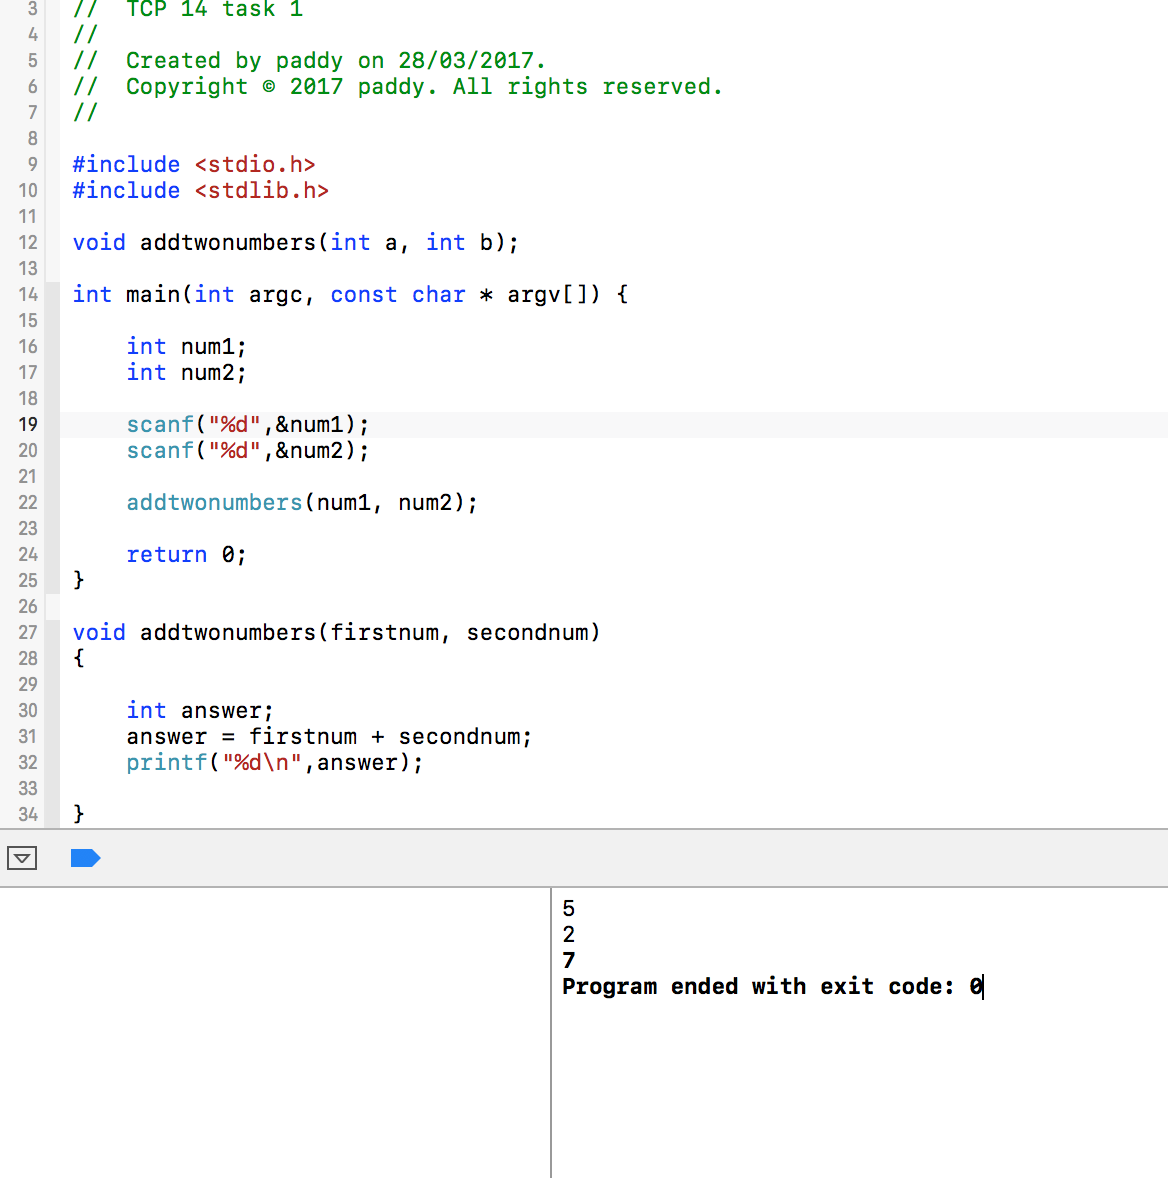 3 // TCP 14 task 1
4 //
5 // Created by paddy on 28/03/2017.
6 // Copyright © 2017 paddy. All rights reserved.
7 //
8
9 #include <stdio.h>
10 #include <stdlib.h>
11
12 void addtwonumbers(int a, int b);
13
14 int main(int argc, const char * argv[]) {
15
16     int num1;
17     int num2;
18
19     scanf("%d",&num1);
20     scanf("%d",&num2);
21
22     addtwonumbers(num1, num2);
23
24     return 0;
25 }
26
27 void addtwonumbers(firstnum, secondnum)
28 {
29
30     int answer;
31     answer = firstnum + secondnum;
32     printf("%d\n",answer);
33
34 }
5
2
7
Program ended with exit code: 0